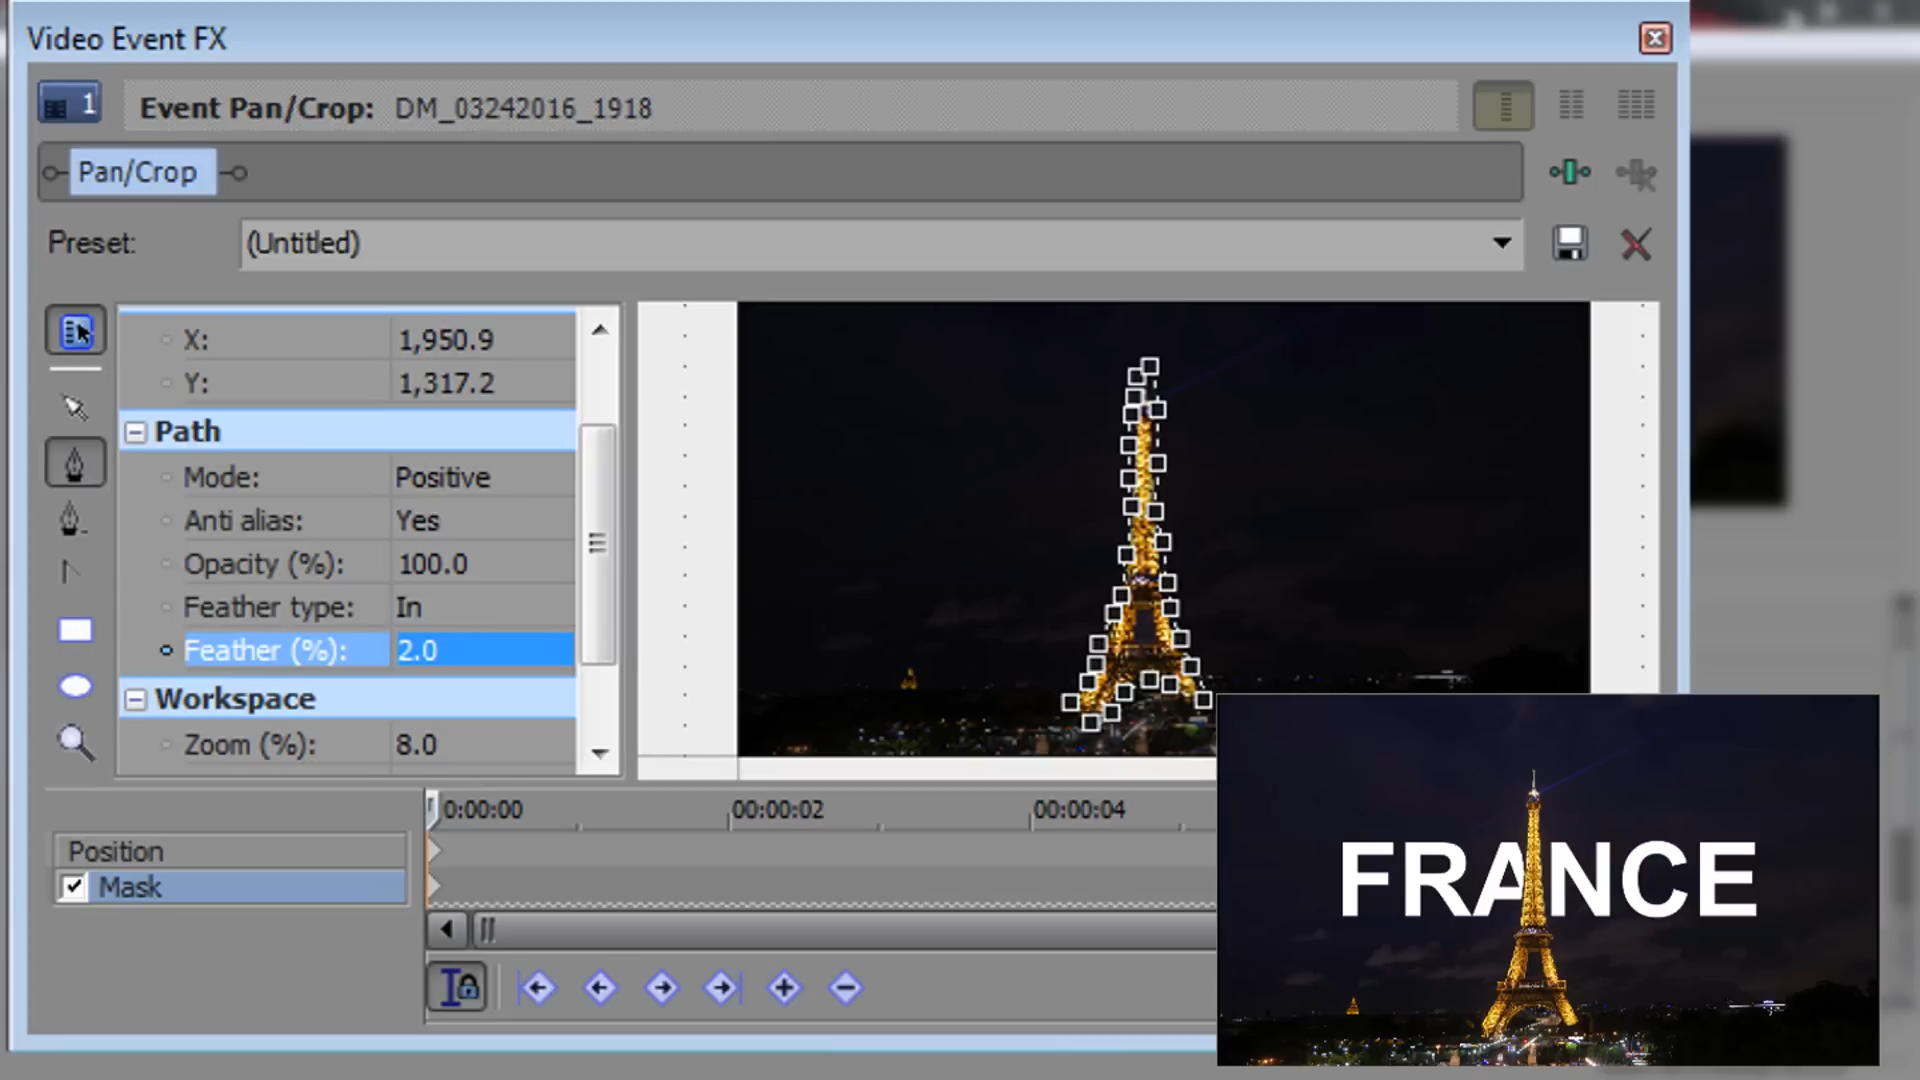 Video Event FX
1
Event Pan/Crop: DM_03242016_1918
Pan/Crop
Preset: (Untitled)
X: 1,950.9
Y: 1,317.2
Path
Mode: Positive
Anti alias: Yes
Opacity (%): 100.0
Feather type: In
Feather (%): 2.0
Workspace
Zoom (%): 8.0
0:00:00 00:00:02 00:00:04
Position
Mask
FRANCE